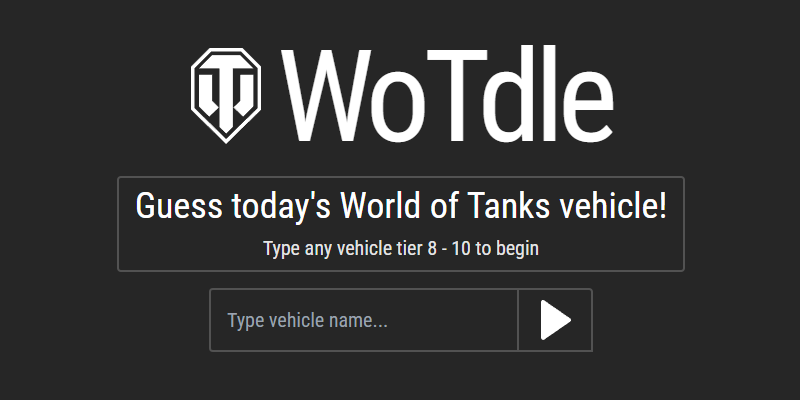 WoTdle
Guess today's World of Tanks vehicle!
Type any vehicle tier 8 - 10 to begin
Type vehicle name...